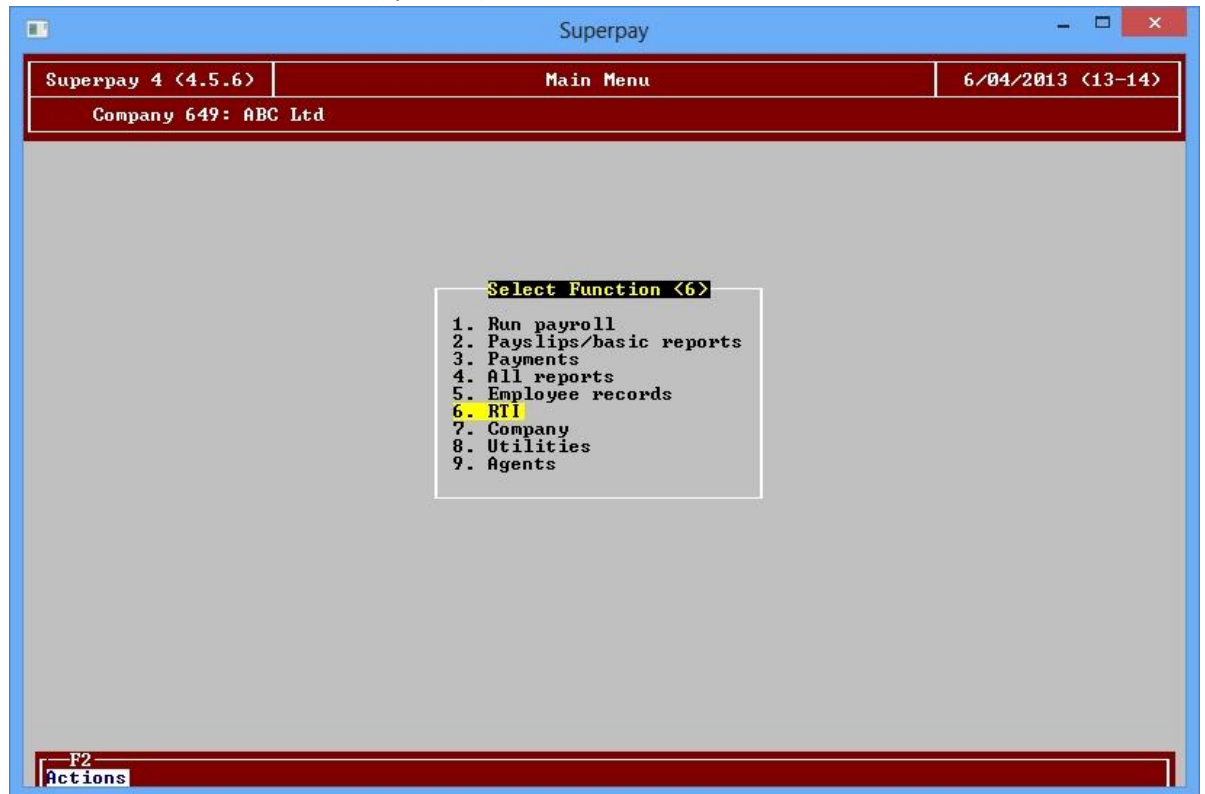 Superpay
Superpay 4 (4.5.6) Main Menu 6/04/2013 (13-14)
Company 649: ABC Ltd
Select Function <6>
1. Run payroll
2. Payslips/basic reports
3. Payments
4. All reports
5. Employee records
6. RTI
7. Company
8. Utilities
9. Agents
F2
Actions